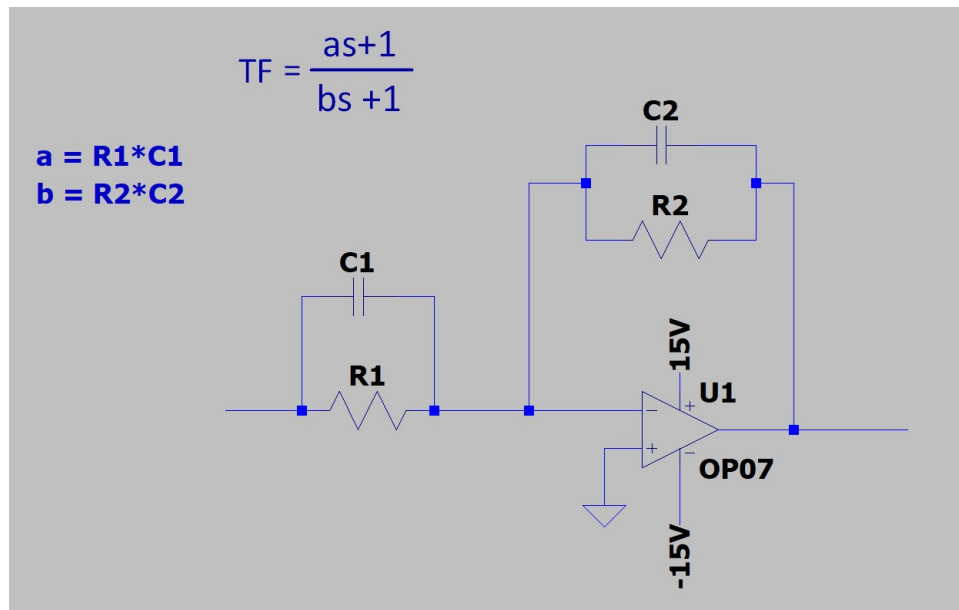 TF = as+1
bs +1
a = R1*C1
b = R2*C2
C2
R2
C1
R1
15V
U1
OP07
-15V